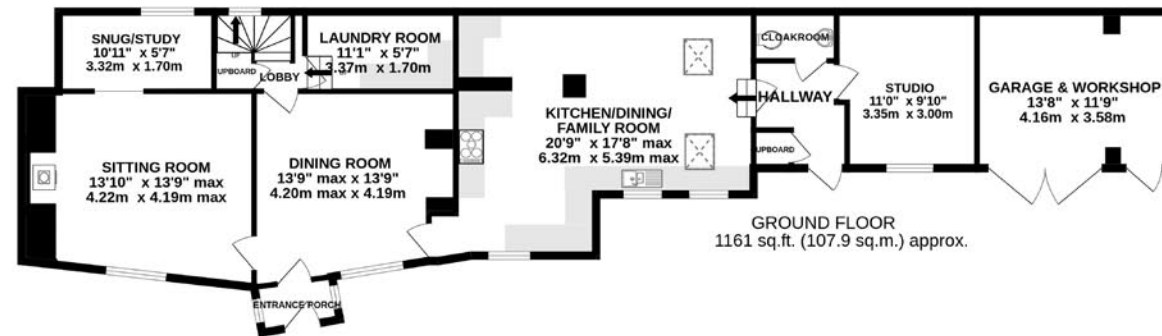 SNUG/STUDY
10'11" x 5'7"
3.32m x 1.70m
UP
UPBOARD
LOBBY
LAUNDRY ROOM
11'1" x 5'7"
3.37m x 1.70m
CLOAKROOM
HALLWAY
UPBOARD
STUDIO
11'0" x 9'10"
3.35m x 3.00m
GARAGE & WORKSHOP
13'8" x 11'9"
4.16m x 3.58m
KITCHEN/DINING/
FAMILY ROOM
20'9" x 17'8" max
6.32m x 5.39m max
SITTING ROOM
13'10" x 13'9" max
4.22m x 4.19m max
DINING ROOM
13'9" max x 13'9"
4.20m max x 4.19m
ENTRANCE PORCH
GROUND FLOOR
1161 sq.ft. (107.9 sq.m.) approx.